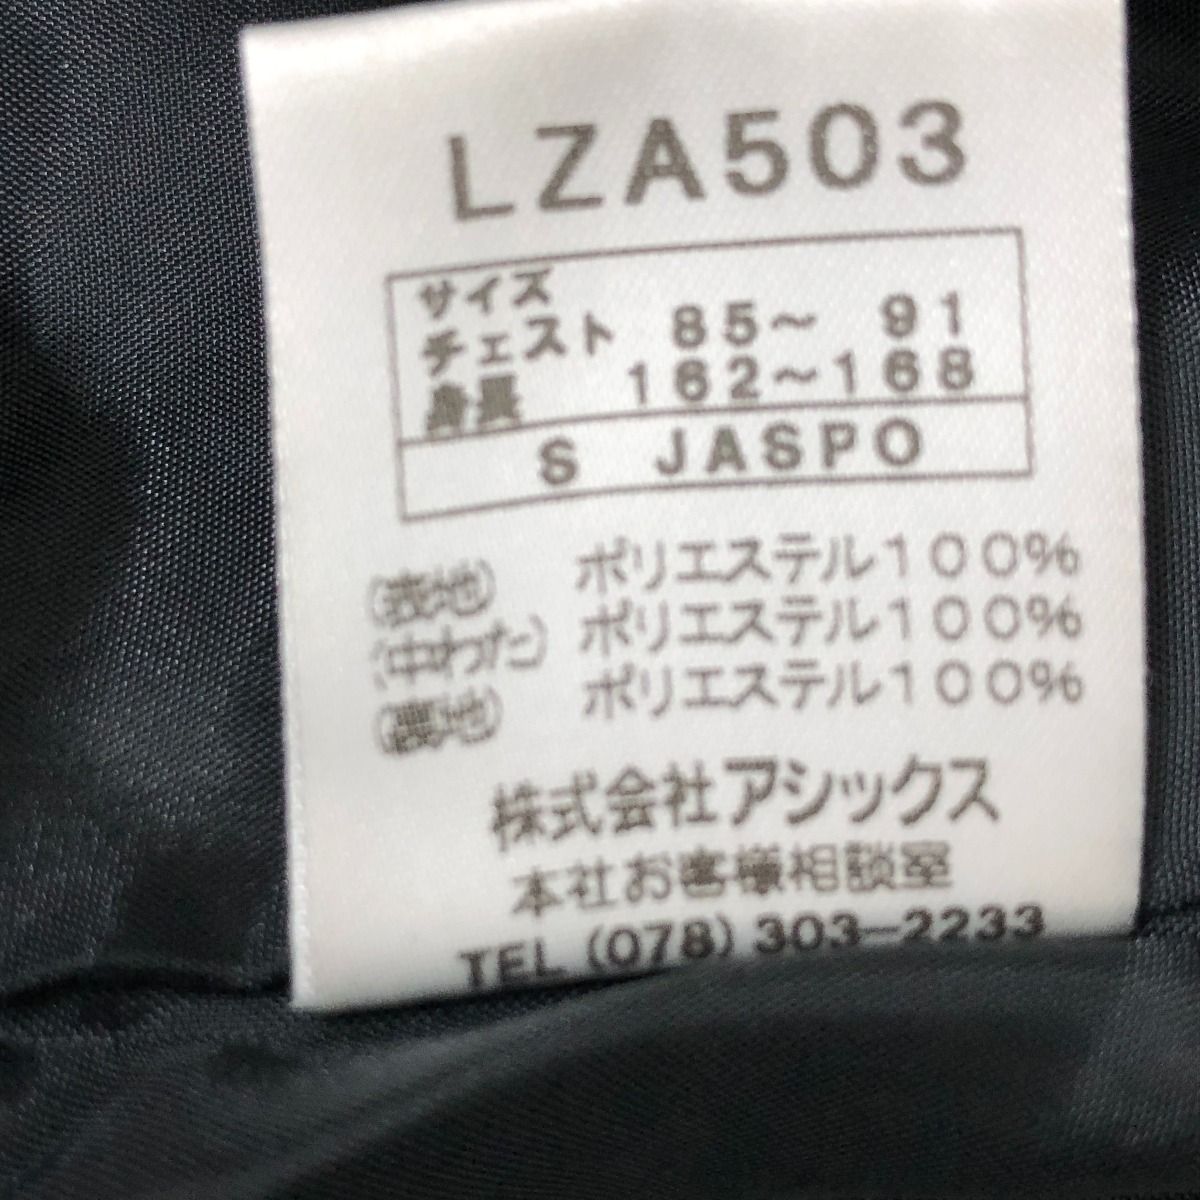 LZA503
サイズ
チェスト 85～ 91
身長 162～168
S JASPO
(表地) ポリエステル100%
(中わた) ポリエステル100%
(裏地) ポリエステル100%
株式会社アシックス
本社お客様相談室
TEL (078) 303-2233